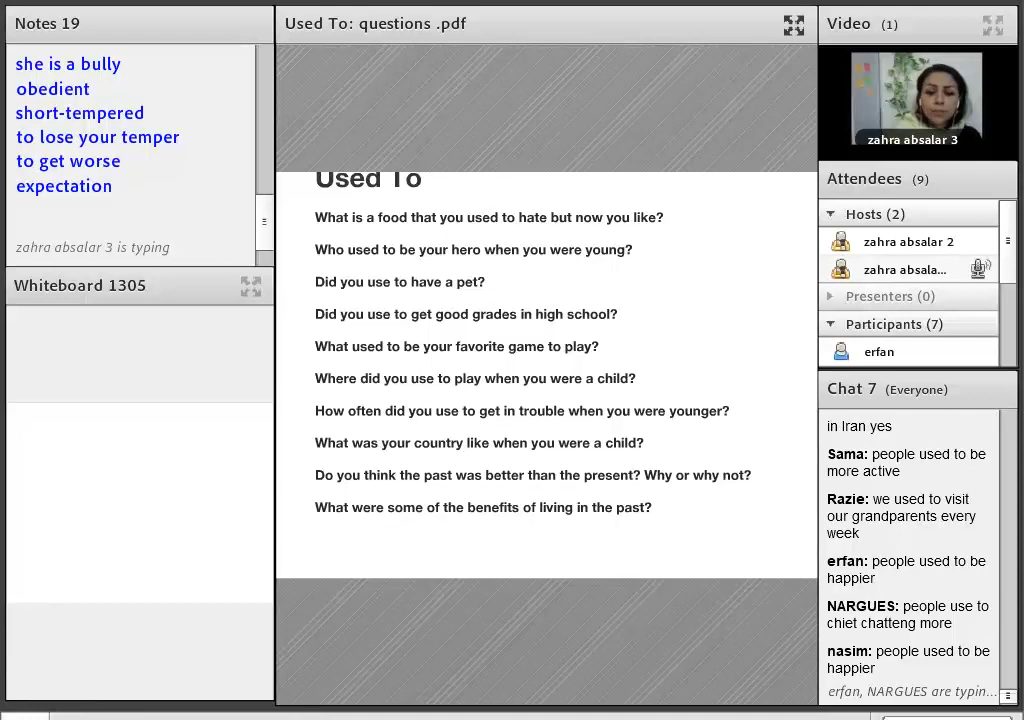 Notes 19
she is a bully
obedient
short-tempered
to lose your temper
to get worse
expectation
zahra absalar 3 is typing
Whiteboard 1305
Used To: questions .pdf
Used To
What is a food that you used to hate but now you like?
Who used to be your hero when you were young?
Did you use to have a pet?
Did you use to get good grades in high school?
What used to be your favorite game to play?
Where did you use to play when you were a child?
How often did you use to get in trouble when you were younger?
What was your country like when you were a child?
Do you think the past was better than the present? Why or why not?
What were some of the benefits of living in the past?
Video (1)
zahra absalar 3
Attendees (9)
Hosts (2)
zahra absalar 2
zahra absala...
Presenters (0)
Participants (7)
erfan
Chat 7 (Everyone)
in Iran yes
Sama: people used to be
more active
Razie: we used to visit
our grandparents every
week
erfan: people used to be
happier
NARGUES: people use to
chiet chatteng more
nasim: people used to be
happier
erfan, NARGUES are typin...